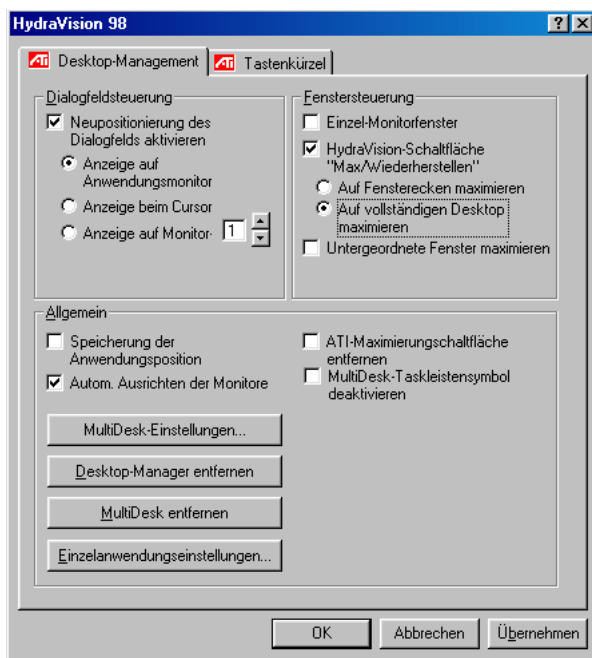 HydraVision 98
ATI Desktop-Management
ATI Tastenkürzel
Dialogfeldsteuerung
Neupositionierung des
Dialogfelds aktivieren
Anzeige auf
Anwendungsmonitor
Anzeige beim Cursor
Anzeige auf Monitor- 1
Fenstersteuerung
Einzel-Monitorfenster
HydraVision-Schaltfläche
"Max/Wiederherstellen"
Auf Fensterecken maximieren
Auf vollständigen Desktop
maximieren
Untergeordnete Fenster maximieren
Allgemein
Speicherung der
Anwendungsposition
Autom. Ausrichten der Monitore
ATI-Maximierungschaltfläche
entfernen
MultiDesk-Taskleistensymbol
deaktivieren
MultiDesk-Einstellungen...
Desktop-Manager entfernen
MultiDesk entfernen
Einzelanwendungseinstellungen...
OK
Abbrechen
Übernehmen